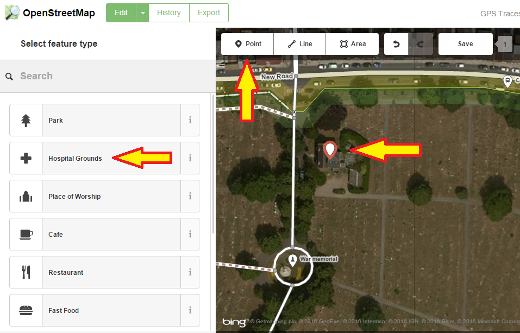 OpenStreetMap
Edit
History
Export
GPS Traces
Select feature type
Point
Line
Area
Save
1
Search
New Road
Park
i
Hospital Grounds
i
Place of Worship
i
Cafe
i
War memorial
Restaurant
i
Fast Food
i
bing